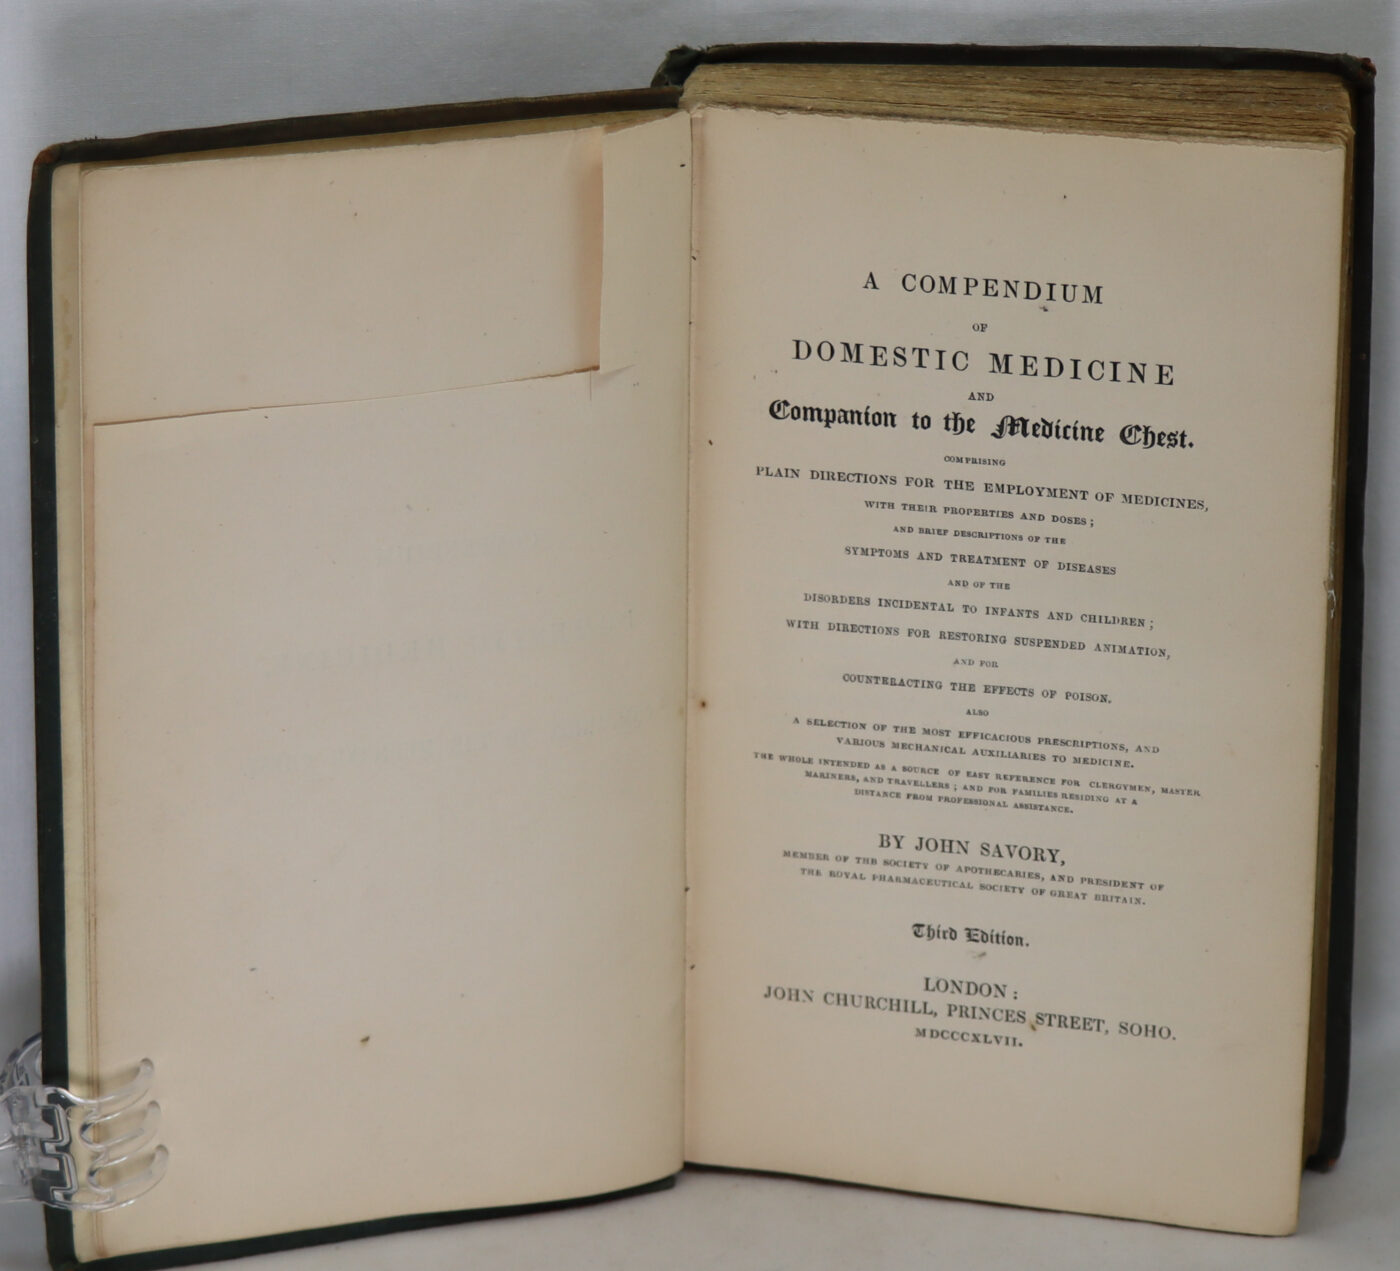 A COMPENDIUM
OF
DOMESTIC MEDICINE
AND
Companion to the Medicine Chest.
COMPRISING
PLAIN DIRECTIONS FOR THE EMPLOYMENT OF MEDICINES,
WITH THEIR PROPERTIES AND DOSES;
AND BRIEF DESCRIPTIONS OF THE
SYMPTOMS AND TREATMENT OF DISEASES
AND OF THE
DISORDERS INCIDENTAL TO INFANTS AND CHILDREN;
WITH DIRECTIONS FOR RESTORING SUSPENDED ANIMATION,
AND FOR
COUNTERACTING THE EFFECTS OF POISON.
ALSO
A SELECTION OF THE MOST EFFICACIOUS PRESCRIPTIONS, AND
VARIOUS MECHANICAL AUXILIARIES TO MEDICINE.
THE WHOLE INTENDED AS A SOURCE OF EASY REFERENCE FOR CLERGYMEN, MASTER
MARINERS, AND TRAVELLERS; AND FOR FAMILIES RESIDING AT A
DISTANCE FROM PROFESSIONAL ASSISTANCE.
BY JOHN SAVORY,
MEMBER OF THE SOCIETY OF APOTHECARIES, AND PRESIDENT OF
THE ROYAL PHARMACEUTICAL SOCIETY OF GREAT BRITAIN.
Third Edition.
LONDON:
JOHN CHURCHILL, PRINCES STREET, SOHO.
MDCCCXLVII.